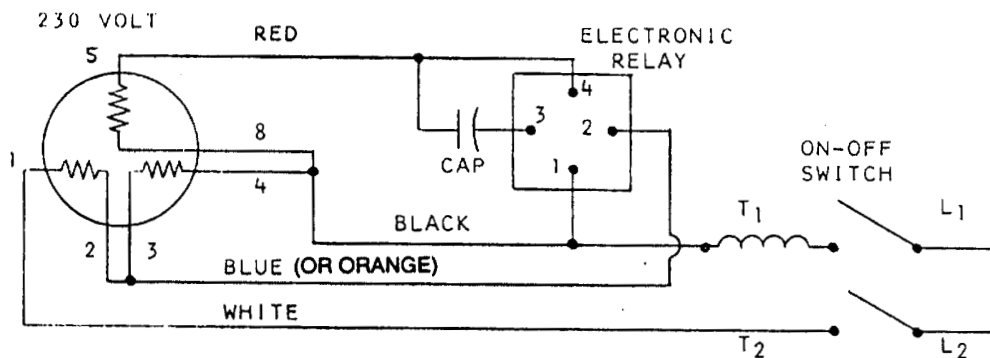 230 VOLT
5
RED
ELECTRONIC
RELAY
4
3
2
8
1
CAP
1
4
ON-OFF
SWITCH
BLACK
T1
L1
2
3
BLUE (OR ORANGE)
WHITE
T2
L2